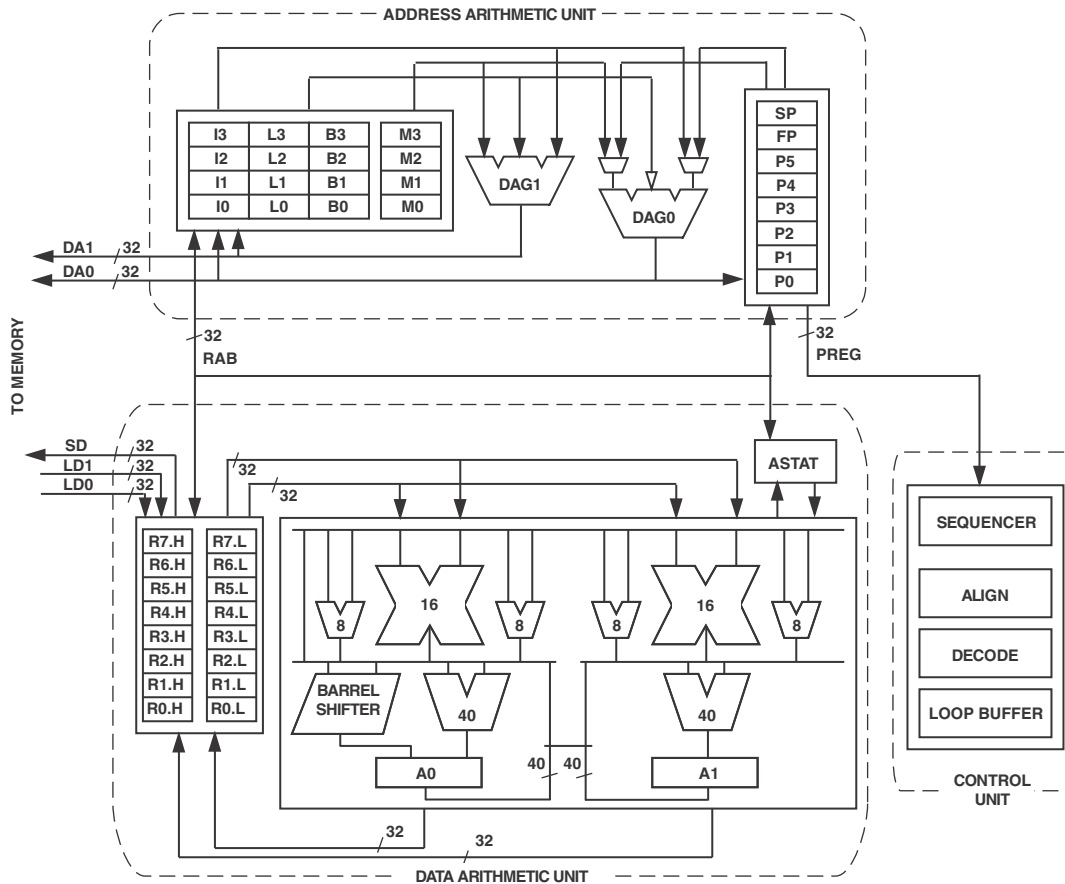 ADDRESS ARITHMETIC UNIT
I3 L3 B3 M3
I2 L2 B2 M2
I1 L1 B1 M1
I0 L0 B0 M0
DAG1
DAG0
SP
FP
P5
P4
P3
P2
P1
P0
DA1 32
DA0 32
TO MEMORY
32
RAB
32
PREG
SD 32
LD1 32
LD0 32
32
32
ASTAT
R7.H R7.L
R6.H R6.L
R5.H R5.L
R4.H R4.L
R3.H R3.L
R2.H R2.L
R1.H R1.L
R0.H R0.L
16
8
8
8
16
8
BARREL
SHIFTER
40
40
A0
40
40
A1
32
32
DATA ARITHMETIC UNIT
SEQUENCER
ALIGN
DECODE
LOOP BUFFER
CONTROL
UNIT